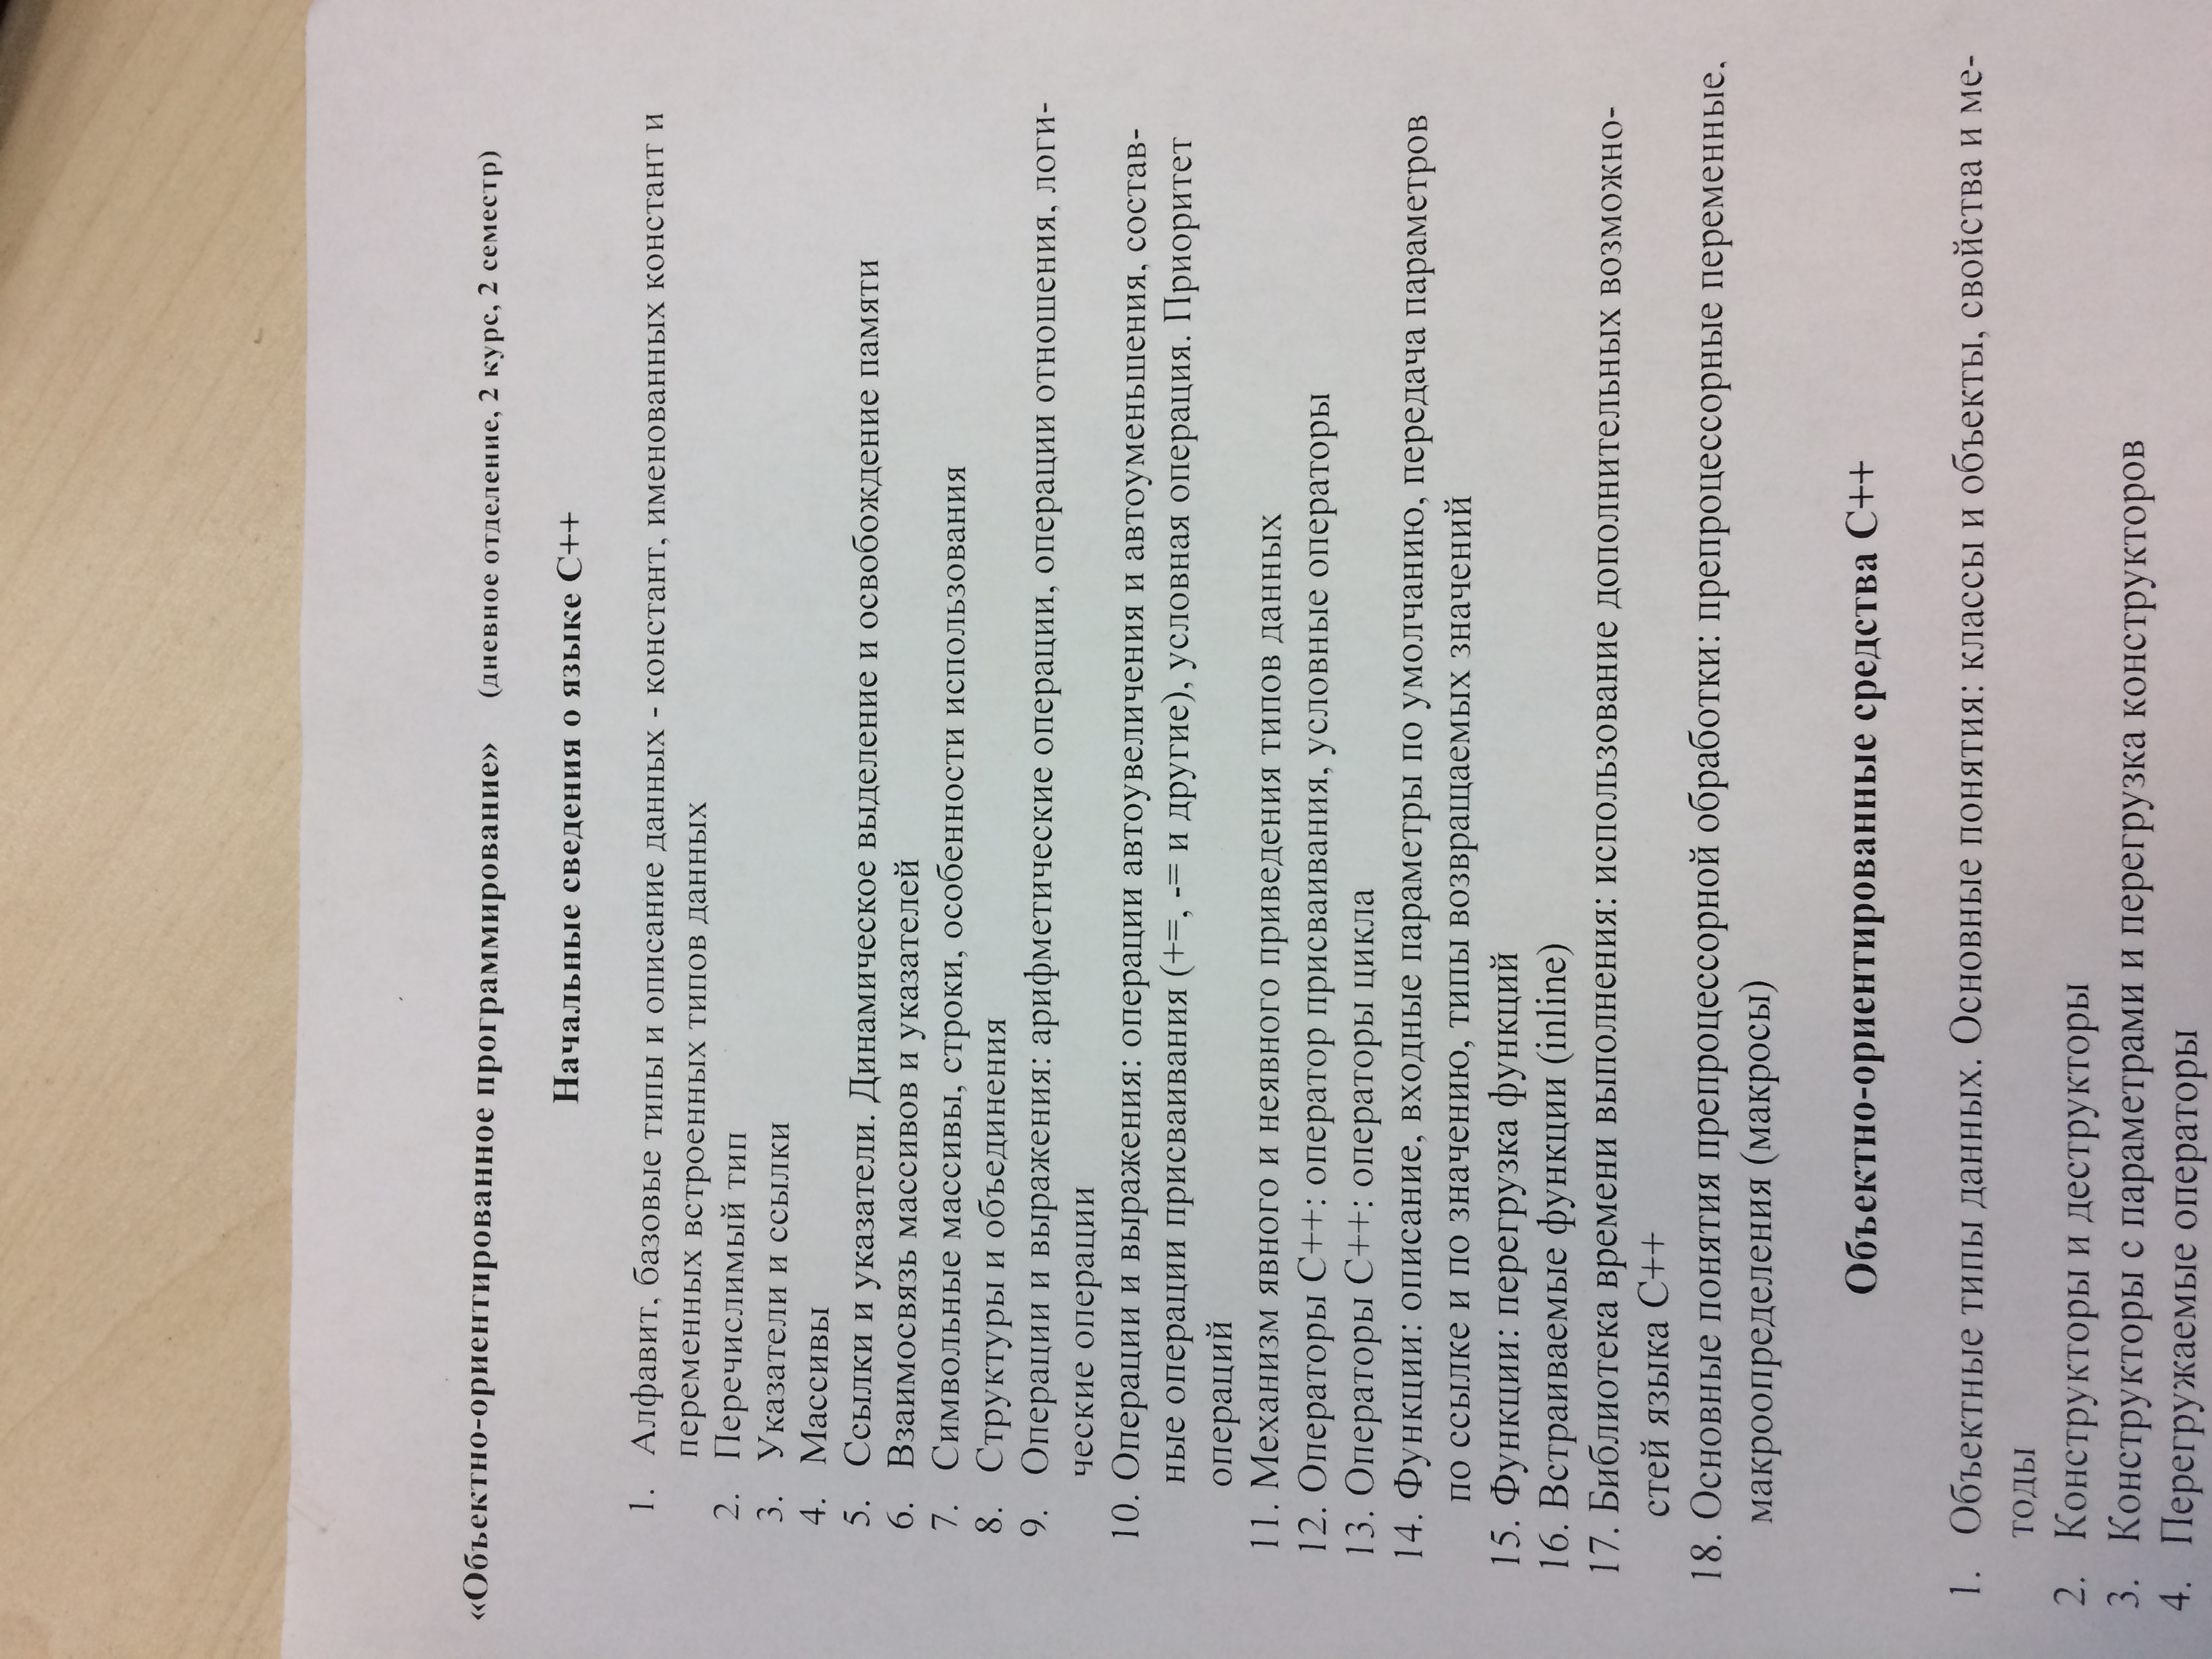 «Объектно-ориентированное программирование» (дневное отделение, 2 курс, 2 семестр)
Начальные сведения о языке С++
1. Алфавит, базовые типы и описание данных - констант, именованных констант и
переменных встроенных типов данных
2. Перечислимый тип
3. Указатели и ссылки
4. Массивы
5. Ссылки и указатели. Динамическое выделение и освобождение памяти
6. Взаимосвязь массивов и указателей
7. Символьные массивы, строки, особенности использования
8. Структуры и объединения
9. Операции и выражения: арифметические операции, операции отношения, логи-
ческие операции
10. Операции и выражения: операции автоувеличения и автоуменьшения, состав-
ные операции присваивания (+=, -= и другие), условная операция. Приоритет
операций
11. Механизм явного и неявного приведения типов данных
12. Операторы С++: оператор присваивания, условные операторы
13. Операторы С++: операторы цикла
14. Функции: описание, входные параметры по умолчанию, передача параметров
по ссылке и по значению, типы возвращаемых значений
15. Функции: перегрузка функций
16. Встраиваемые функции (inline)
17. Библиотека времени выполнения: использование дополнительных возможно-
стей языка С++
18. Основные понятия препроцессорной обработки: препроцессорные переменные,
макроопределения (макросы)
Объектно-ориентированные средства С++
1. Объектные типы данных. Основные понятия: классы и объекты, свойства и ме-
тоды
2. Конструкторы и деструкторы
3. Конструкторы с параметрами и перегрузка конструкторов
4. Перегружаемые операторы